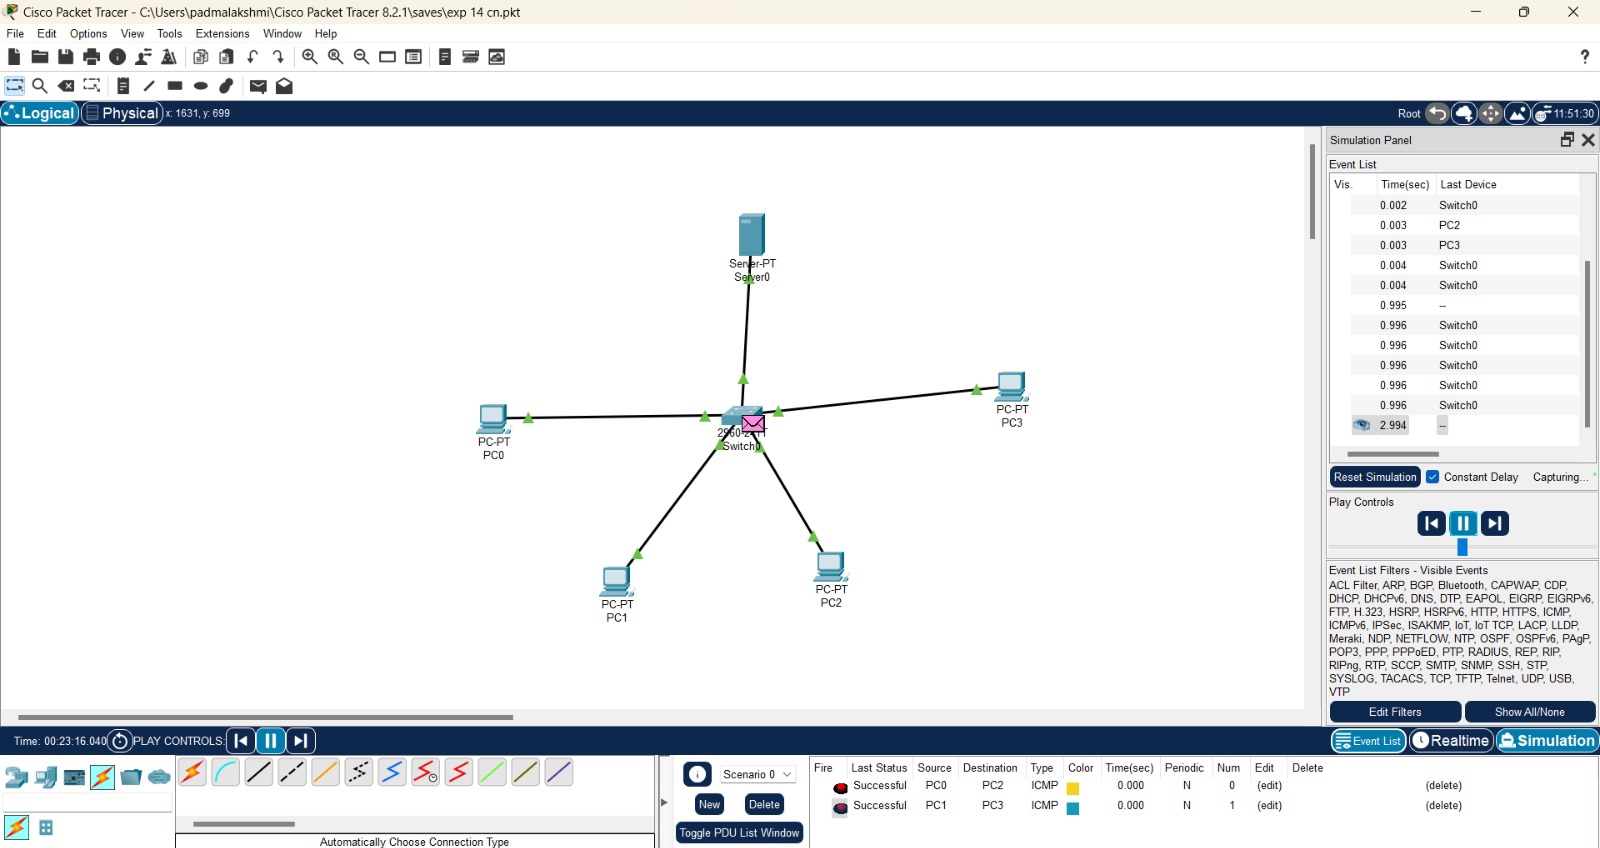 Cisco Packet Tracer - C:\Users\padmalakshmi\Cisco Packet Tracer 8.2.1\saves\exp 14 cn.pkt
File Edit Options View Tools Extensions Window Help
Logical Physical x: 1631, y: 699 Root 11:51:30
Simulation Panel
Event List
Vis. Time(sec) Last Device
0.002 Switch0
0.003 PC2
0.003 PC3
0.004 Switch0
0.004 Switch0
0.995 --
0.996 Switch0
0.996 Switch0
0.996 Switch0
0.996 Switch0
0.996 Switch0
2.994 --
Reset Simulation Constant Delay Capturing...
Play Controls
Event List Filters - Visible Events
ACL Filter, ARP, BGP, Bluetooth, CAPWAP, CDP,
DHCP, DHCPv6, DNS, DTP, EAPOL, EIGRP, EIGRPv6,
FTP, H.323, HSRP, HSRPv6, HTTP, HTTPS, ICMP,
ICMPv6, IPSec, ISAKMP, IoT, IoT TCP, LACP, LLDP,
Meraki, NDP, NETFLOW, NTP, OSPF, OSPFv6, PAgP,
POP3, PPP, PPPoED, PTP, RADIUS, REP, RIP,
RIPng, RTP, SCCP, SMTP, SNMP, SSH, STP,
SYSLOG, TACACS, TCP, TFTP, Telnet, UDP, USB,
VTP
Edit Filters Show All/None
Server-PT
Server0
PC-PT
PC3
Switch0
PC-PT
PC0
PC-PT
PC2
PC-PT
PC1
Time: 00:23:16.040 PLAY CONTROLS: Event List Realtime Simulation
Scenario 0
New Delete
Toggle PDU List Window
Fire Last Status Source Destination Type Color Time(sec) Periodic Num Edit Delete
Successful PC0 PC2 ICMP 0.000 N 0 (edit) (delete)
Successful PC1 PC3 ICMP 0.000 N 1 (edit) (delete)
Automatically Choose Connection Type